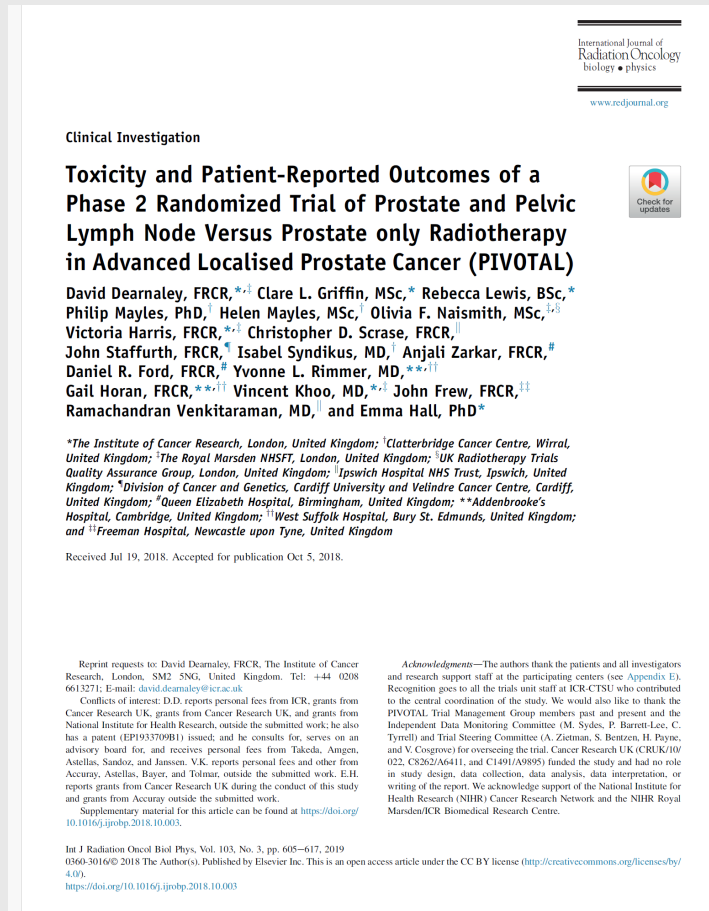 International Journal of
Radiation Oncology
biology • physics
www.redjournal.org
Clinical Investigation
Toxicity and Patient-Reported Outcomes of a
Phase 2 Randomized Trial of Prostate and Pelvic
Lymph Node Versus Prostate only Radiotherapy
in Advanced Localised Prostate Cancer (PIVOTAL)
Check for
updates
David Dearnaley, FRCR,*,‡ Clare L. Griffin, MSc,* Rebecca Lewis, BSc,*
Philip Mayles, PhD,† Helen Mayles, MSc,† Olivia F. Naismith, MSc,‡,§
Victoria Harris, FRCR,*,‡ Christopher D. Scrase, FRCR,‖
John Staffurth, FRCR,¶ Isabel Syndikus, MD,† Anjali Zarkar, FRCR,#
Daniel R. Ford, FRCR,# Yvonne L. Rimmer, MD,**,††
Gail Horan, FRCR,**,†† Vincent Khoo, MD,*,‡ John Frew, FRCR,‡‡
Ramachandran Venkitaraman, MD,‖ and Emma Hall, PhD*
*The Institute of Cancer Research, London, United Kingdom; †Clatterbridge Cancer Centre, Wirral,
United Kingdom; ‡The Royal Marsden NHSFT, London, United Kingdom; §UK Radiotherapy Trials
Quality Assurance Group, London, United Kingdom; ‖Ipswich Hospital NHS Trust, Ipswich, United
Kingdom; ¶Division of Cancer and Genetics, Cardiff University and Velindre Cancer Centre, Cardiff,
United Kingdom; #Queen Elizabeth Hospital, Birmingham, United Kingdom; **Addenbrooke's
Hospital, Cambridge, United Kingdom; ††West Suffolk Hospital, Bury St. Edmunds, United Kingdom;
and ‡‡Freeman Hospital, Newcastle upon Tyne, United Kingdom
Received Jul 19, 2018. Accepted for publication Oct 5, 2018.
Reprint requests to: David Dearnaley, FRCR, The Institute of Cancer
Research, London, SM2 5NG, United Kingdom. Tel: +44 0208
6613271; E-mail: david.dearnaley@icr.ac.uk
Conflicts of interest: D.D. reports personal fees from ICR, grants from
Cancer Research UK, grants from Cancer Research UK, and grants from
National Institute for Health Research, outside the submitted work; he also
has a patent (EP1933709B1) issued; and he consults for, serves on an
advisory board for, and receives personal fees from Takeda, Amgen,
Astellas, Sandoz, and Janssen. V.K. reports personal fees and other from
Accuray, Astellas, Bayer, and Tolmar, outside the submitted work. E.H.
reports grants from Cancer Research UK during the conduct of this study
and grants from Accuray outside the submitted work.
Supplementary material for this article can be found at https://doi.org/
10.1016/j.ijrobp.2018.10.003.
Acknowledgments—The authors thank the patients and all investigators
and research support staff at the participating centers (see Appendix E).
Recognition goes to all the trials unit staff at ICR-CTSU who contributed
to the central coordination of the study. We would also like to thank the
PIVOTAL Trial Management Group members past and present and the
Independent Data Monitoring Committee (M. Sydes, P. Barrett-Lee, C.
Tyrrell) and Trial Steering Committee (A. Zietman, S. Bentzen, H. Payne,
and V. Cosgrove) for overseeing the trial. Cancer Research UK (CRUK/10/
022, C8262/A6411, and C1491/A9895) funded the study and had no role
in study design, data collection, data analysis, data interpretation, or
writing of the report. We acknowledge support of the National Institute for
Health Research (NIHR) Cancer Research Network and the NIHR Royal
Marsden/ICR Biomedical Research Centre.
Int J Radiation Oncol Biol Phys, Vol. 103, No. 3, pp. 605–617, 2019
0360-3016/© 2018 The Author(s). Published by Elsevier Inc. This is an open access article under the CC BY license (http://creativecommons.org/licenses/by/
4.0/).
https://doi.org/10.1016/j.ijrobp.2018.10.003